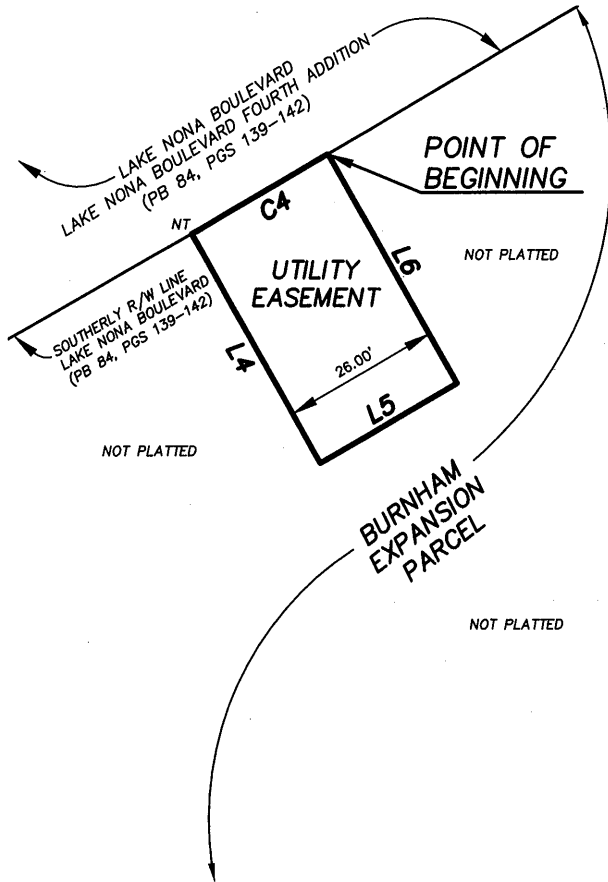 LAKE NONA BOULEVARD
LAKE NONA BOULEVARD FOURTH ADDITION
(PB 84, PGS 139-142)
POINT OF
BEGINNING
NT
C4
NOT PLATTED
UTILITY
EASEMENT
L6
SOUTHERLY R/W LINE
LAKE NONA BOULEVARD
(PB 84, PGS 139-142)
L4
26.00'
L5
NOT PLATTED
BURNHAM
EXPANSION
PARCEL
NOT PLATTED